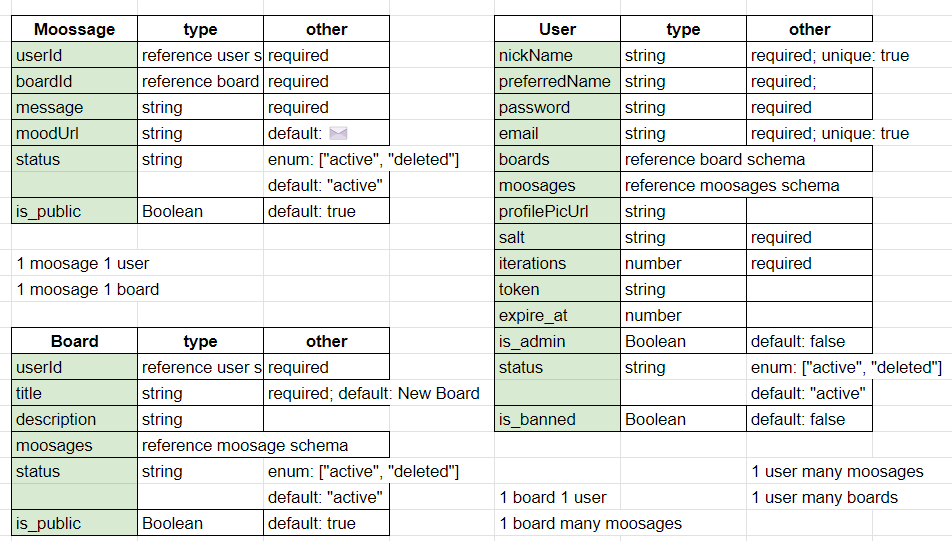 Moossage type other
userId reference user s required
boardId reference board required
message string required
moodUrl string default: ✉️
status string enum: ["active", "deleted"]
default: "active"
is_public Boolean default: true
1 moosage 1 user
1 moosage 1 board
Board type other
userId reference user s required
title string required; default: New Board
description string
moosages reference moosage schema
status string enum: ["active", "deleted"]
default: "active"
is_public Boolean default: true
User type other
nickName string required; unique: true
preferredName string required;
password string required
email string required; unique: true
boards reference board schema
moosages reference moosages schema
profilePicUrl string
salt string required
iterations number required
token string
expire_at number
is_admin Boolean default: false
status string enum: ["active", "deleted"]
default: "active"
is_banned Boolean default: false
1 user many moosages
1 board 1 user 1 user many boards
1 board many moosages